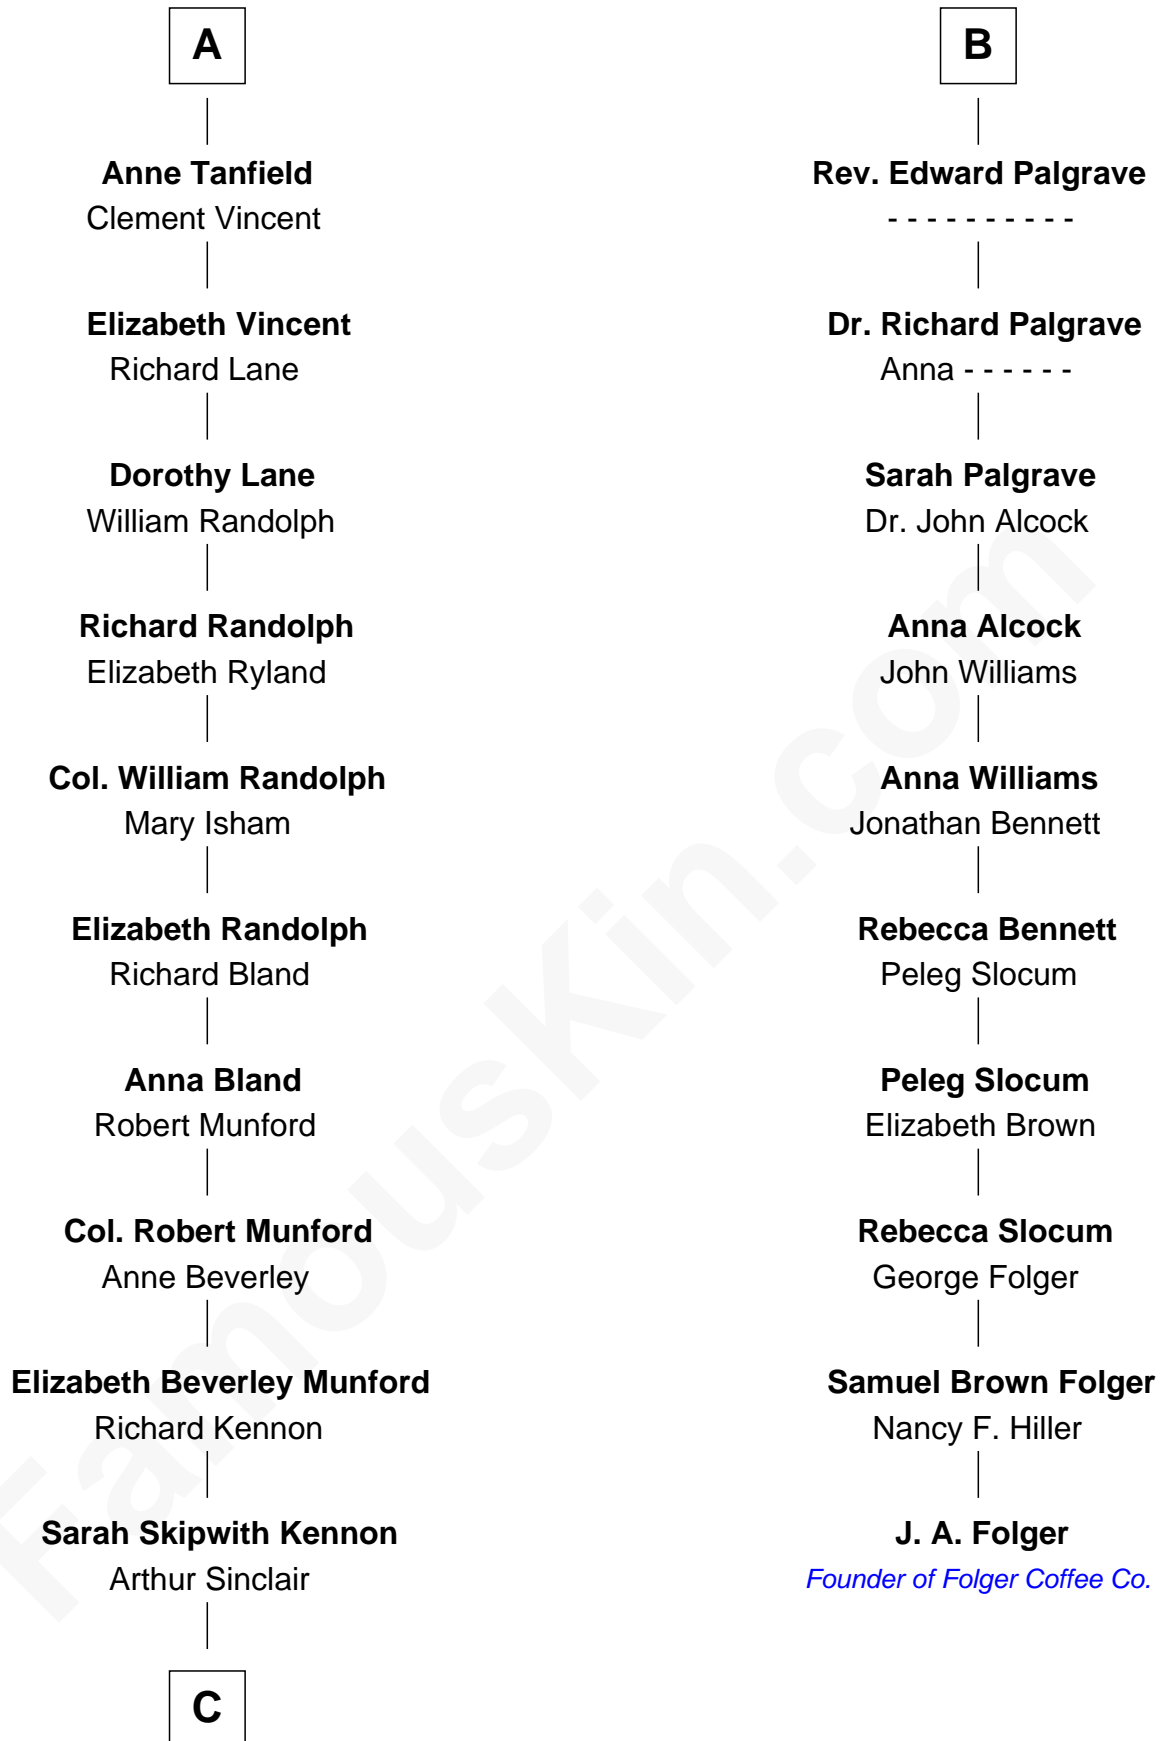 A
Anne Tanfield
Clement Vincent
Elizabeth Vincent
Richard Lane
Dorothy Lane
William Randolph
Richard Randolph
Elizabeth Ryland
Col. William Randolph
Mary Isham
Elizabeth Randolph
Richard Bland
Anna Bland
Robert Munford
Col. Robert Munford
Anne Beverley
Elizabeth Beverley Munford
Richard Kennon
Sarah Skipwith Kennon
Arthur Sinclair
C
B
Rev. Edward Palgrave
- - - - - - - - - -
Dr. Richard Palgrave
Anna - - - - - -
Sarah Palgrave
Dr. John Alcock
Anna Alcock
John Williams
Anna Williams
Jonathan Bennett
Rebecca Bennett
Peleg Slocum
Peleg Slocum
Elizabeth Brown
Rebecca Slocum
George Folger
Samuel Brown Folger
Nancy F. Hiller
J. A. Folger
Founder of Folger Coffee Co.
FamousKin.com